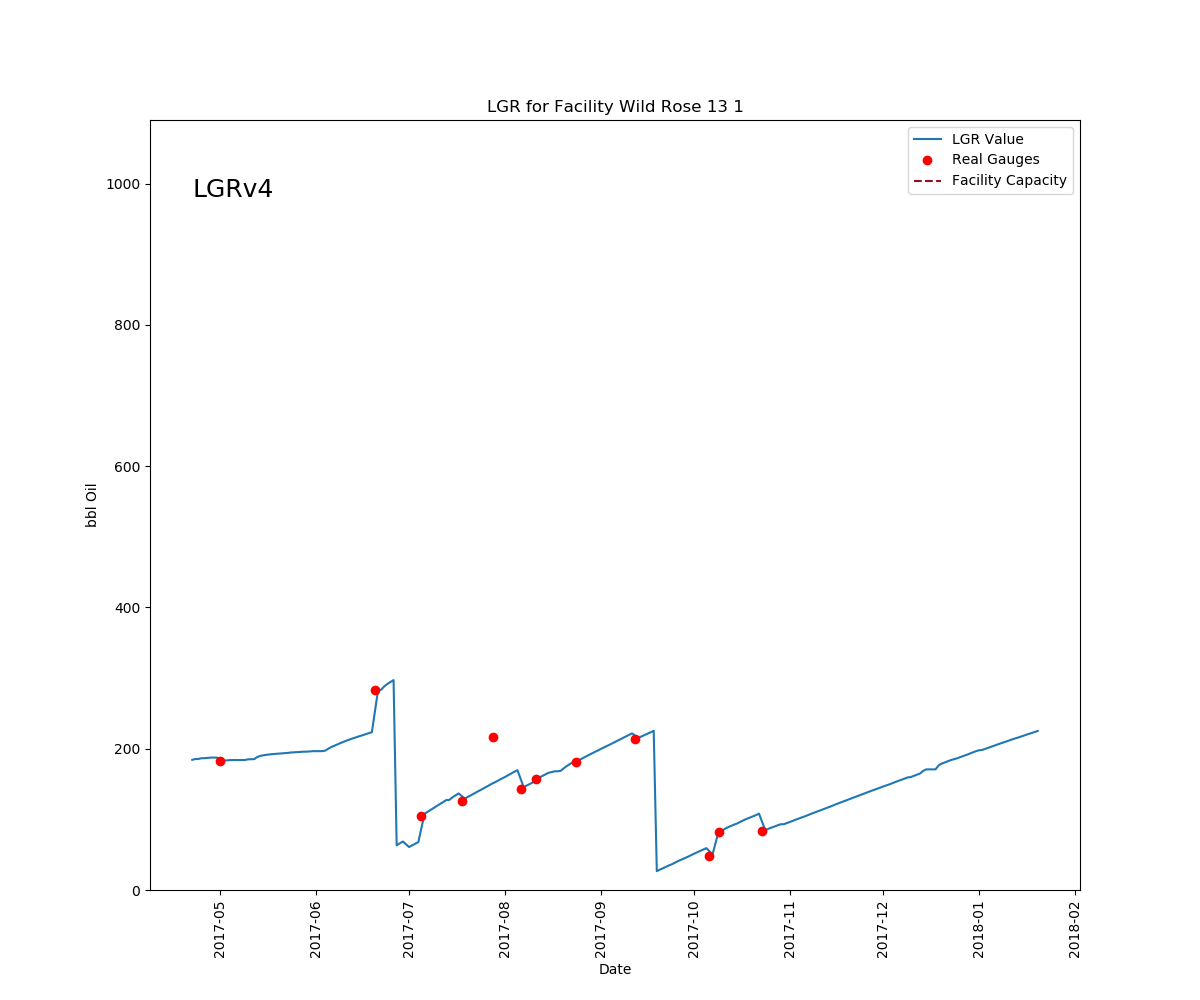 LGR for Facility Wild Rose 13 1
LGRv4
LGR Value
Real Gauges
Facility Capacity
bbl Oil
1000
800
600
400
200
0
2017-05
2017-06
2017-07
2017-08
2017-09
2017-10
2017-11
2017-12
2018-01
2018-02
Date